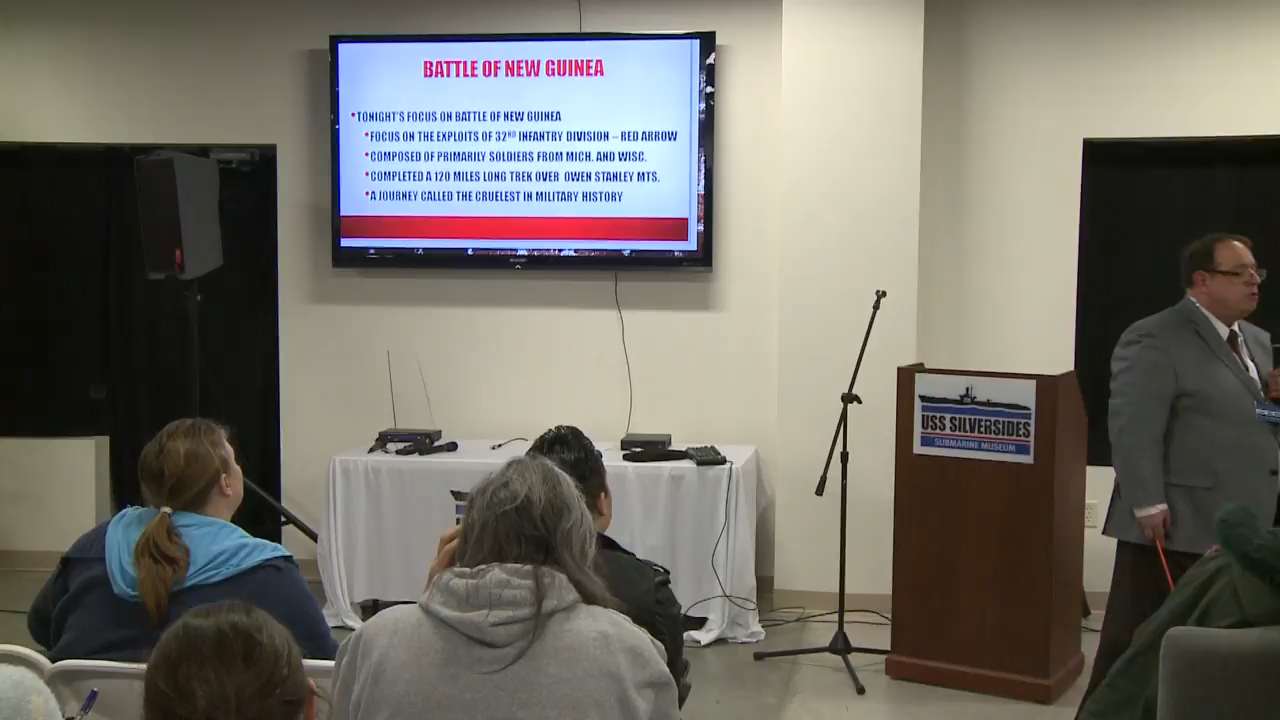 BATTLE OF NEW GUINEA
•TONIGHT'S FOCUS ON BATTLE OF NEW GUINEA
•FOCUS ON THE EXPLOITS OF 32ND INFANTRY DIVISION – RED ARROW
•COMPOSED OF PRIMARILY SOLDIERS FROM MICH. AND WISC.
•COMPLETED A 120 MILES LONG TREK OVER OWEN STANLEY MTS.
•A JOURNEY CALLED THE CRUELEST IN MILITARY HISTORY
SHARP
USS SILVERSIDES
SUBMARINE MUSEUM